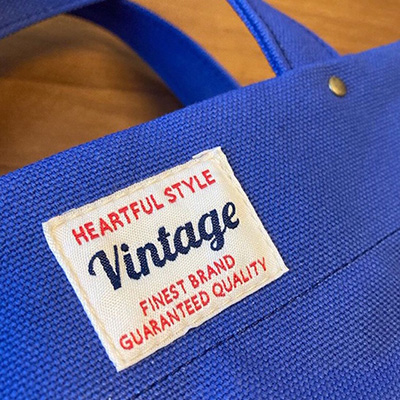 HEARTFUL STYLE
Vintage
FINEST BRAND
GUARANTEED QUALITY